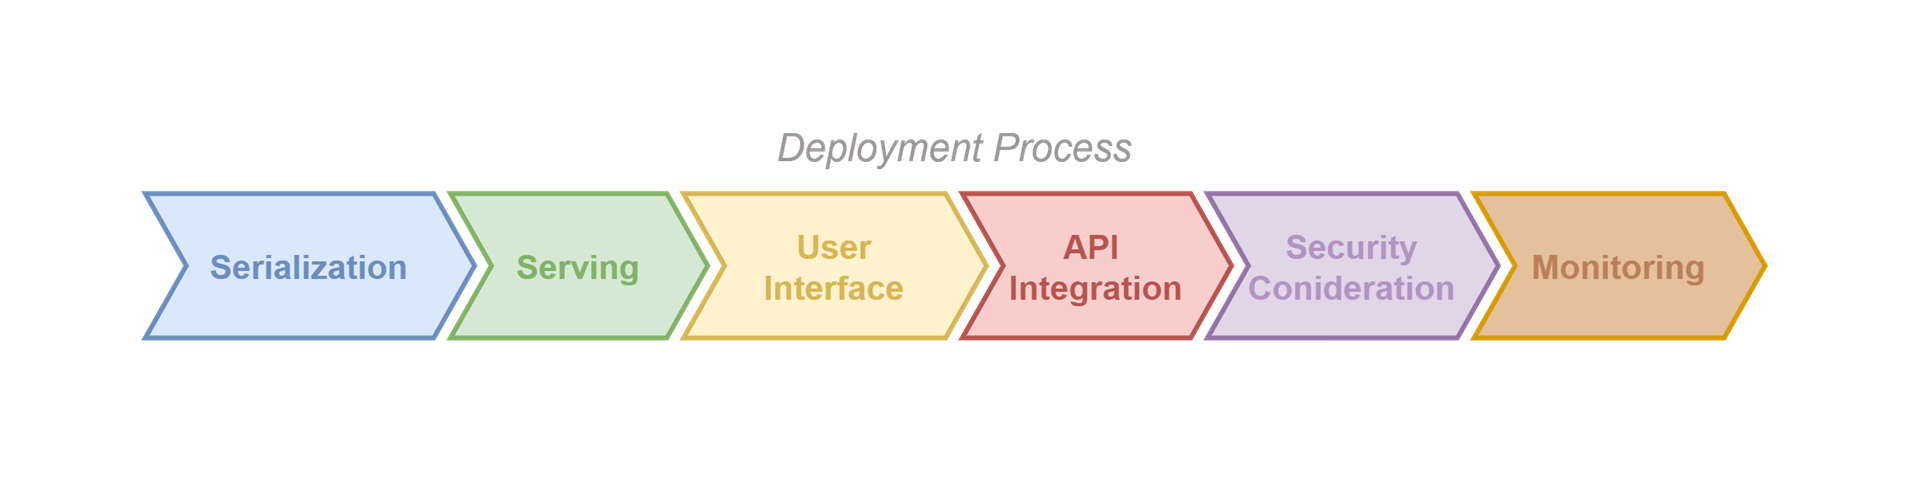 Deployment Process
Serialization
Serving
User
Interface
API
Integration
Security
Conideration
Monitoring